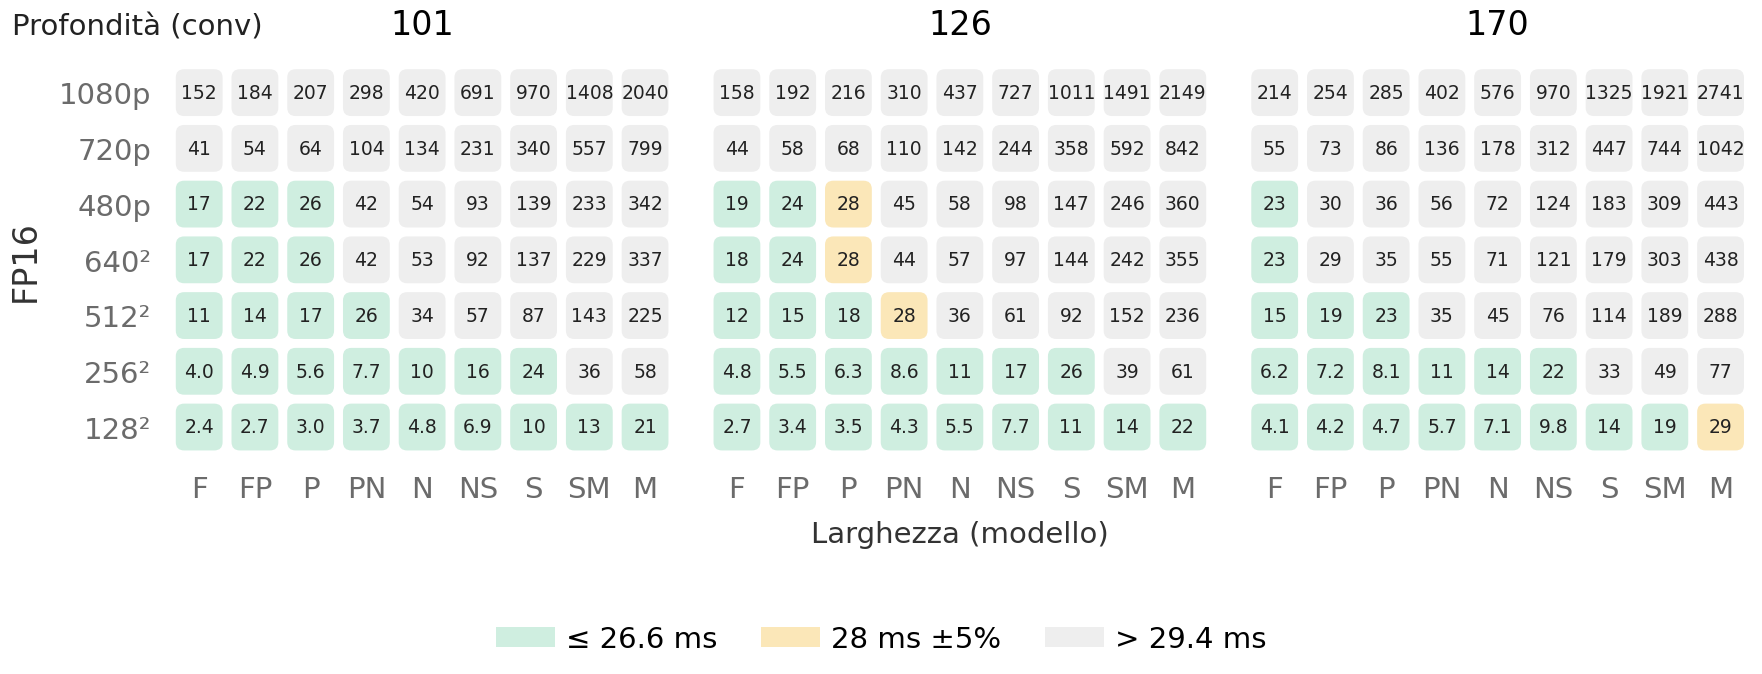 Profondità (conv) 101 126 170
1080p 152 184 207 298 420 691 970 1408 2040 158 192 216 310 437 727 1011 1491 2149 214 254 285 402 576 970 1325 1921 2741
720p 41 54 64 104 134 231 340 557 799 44 58 68 110 142 244 358 592 842 55 73 86 136 178 312 447 744 1042
480p 17 22 26 42 54 93 139 233 342 19 24 28 45 58 98 147 246 360 23 30 36 56 72 124 183 309 443
640² 17 22 26 42 53 92 137 229 337 18 24 28 44 57 97 144 242 355 23 29 35 55 71 121 179 303 438
512² 11 14 17 26 34 57 87 143 225 12 15 18 28 36 61 92 152 236 15 19 23 35 45 76 114 189 288
256² 4.0 4.9 5.6 7.7 10 16 24 36 58 4.8 5.5 6.3 8.6 11 17 26 39 61 6.2 7.2 8.1 11 14 22 33 49 77
128² 2.4 2.7 3.0 3.7 4.8 6.9 10 13 21 2.7 3.4 3.5 4.3 5.5 7.7 11 14 22 4.1 4.2 4.7 5.7 7.1 9.8 14 19 29
FP16
F FP P PN N NS S SM M F FP P PN N NS S SM M F FP P PN N NS S SM M
Larghezza (modello)
≤ 26.6 ms 28 ms ±5% > 29.4 ms